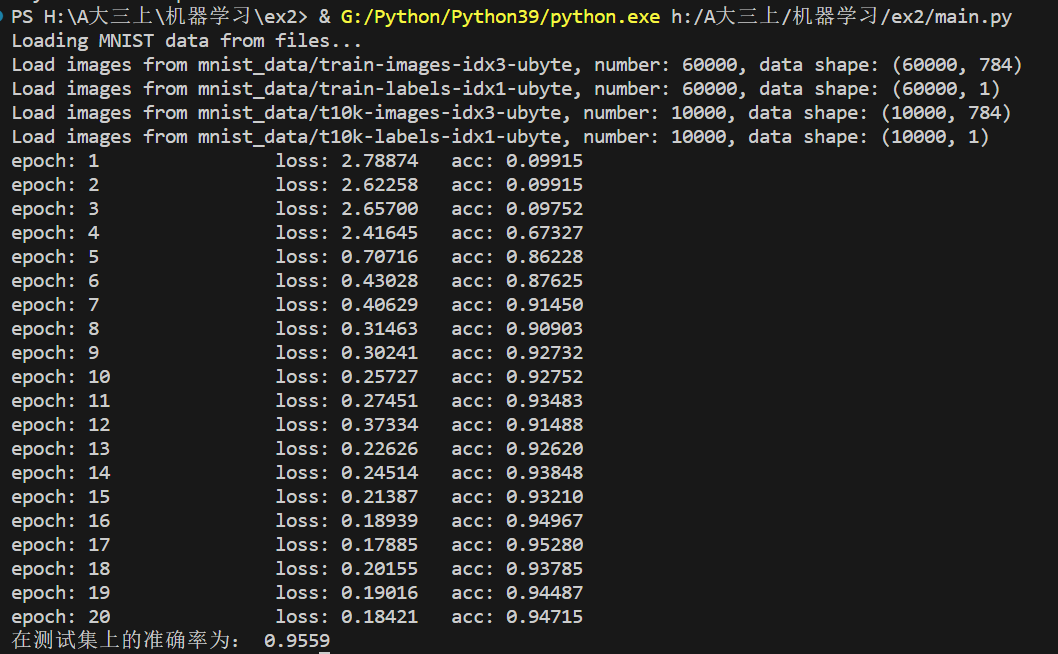 PS H:\A大三上\机器学习\ex2> & G:/Python/Python39/python.exe h:/A大三上/机器学习/ex2/main.py
Loading MNIST data from files...
Load images from mnist_data/train-images-idx3-ubyte, number: 60000, data shape: (60000, 784)
Load images from mnist_data/train-labels-idx1-ubyte, number: 60000, data shape: (60000, 1)
Load images from mnist_data/t10k-images-idx3-ubyte, number: 10000, data shape: (10000, 784)
Load images from mnist_data/t10k-labels-idx1-ubyte, number: 10000, data shape: (10000, 1)
epoch: 1 loss: 2.78874 acc: 0.09915
epoch: 2 loss: 2.62258 acc: 0.09915
epoch: 3 loss: 2.65700 acc: 0.09752
epoch: 4 loss: 2.41645 acc: 0.67327
epoch: 5 loss: 0.70716 acc: 0.86228
epoch: 6 loss: 0.43028 acc: 0.87625
epoch: 7 loss: 0.40629 acc: 0.91450
epoch: 8 loss: 0.31463 acc: 0.90903
epoch: 9 loss: 0.30241 acc: 0.92732
epoch: 10 loss: 0.25727 acc: 0.92752
epoch: 11 loss: 0.27451 acc: 0.93483
epoch: 12 loss: 0.37334 acc: 0.91488
epoch: 13 loss: 0.22626 acc: 0.92620
epoch: 14 loss: 0.24514 acc: 0.93848
epoch: 15 loss: 0.21387 acc: 0.93210
epoch: 16 loss: 0.18939 acc: 0.94967
epoch: 17 loss: 0.17885 acc: 0.95280
epoch: 18 loss: 0.20155 acc: 0.93785
epoch: 19 loss: 0.19016 acc: 0.94487
epoch: 20 loss: 0.18421 acc: 0.94715
在测试集上的准确率为： 0.9559